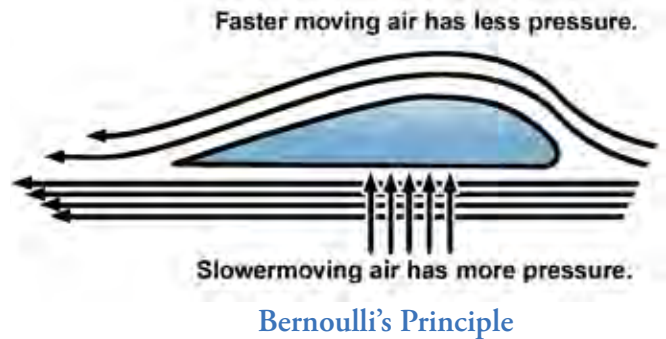 Faster moving air has less pressure.
Slowermoving air has more pressure.
Bernoulli's Principle